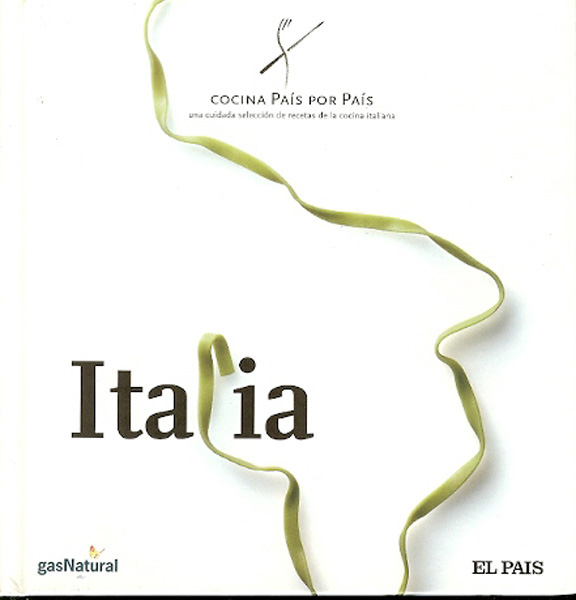 COCINA PAÍS POR PAÍS
una cuidada selección de recetas de la cocina italiana
Italia
gasNatural
EL PAIS